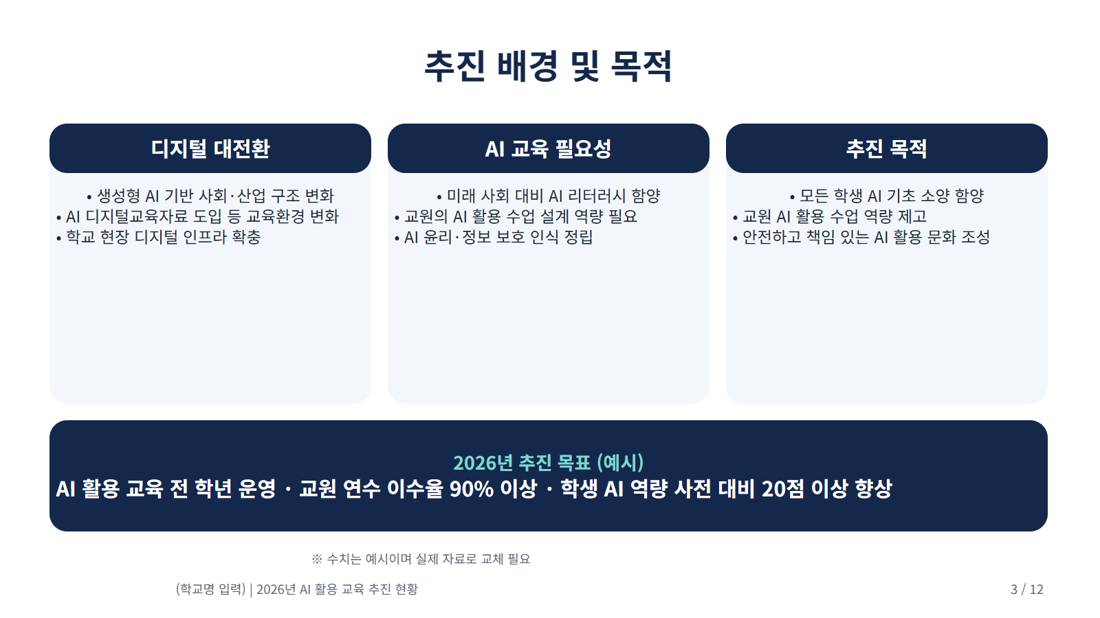 추진 배경 및 목적
디지털 대전환
• 생성형 AI 기반 사회·산업 구조 변화
• AI 디지털교육자료 도입 등 교육환경 변화
• 학교 현장 디지털 인프라 확충
AI 교육 필요성
• 미래 사회 대비 AI 리터러시 함양
• 교원의 AI 활용 수업 설계 역량 필요
• AI 윤리·정보 보호 인식 정립
추진 목적
• 모든 학생 AI 기초 소양 함양
• 교원 AI 활용 수업 역량 제고
• 안전하고 책임 있는 AI 활용 문화 조성
2026년 추진 목표 (예시)
AI 활용 교육 전 학년 운영 · 교원 연수 이수율 90% 이상 · 학생 AI 역량 사전 대비 20점 이상 향상
※ 수치는 예시이며 실제 자료로 교체 필요
(학교명 입력) | 2026년 AI 활용 교육 추진 현황
3 / 12